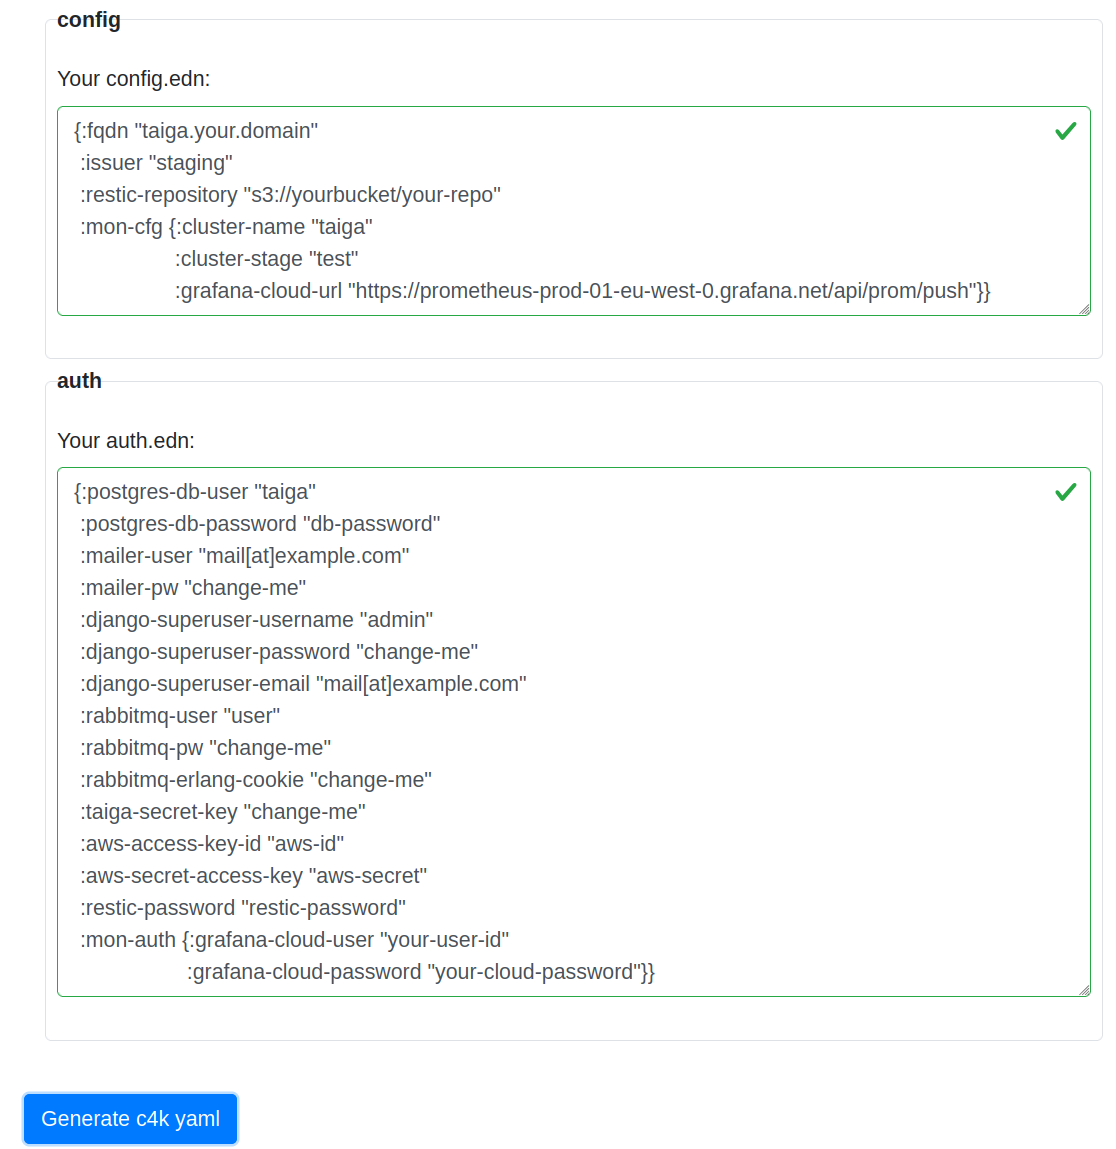 config
Your config.edn:
{:fqdn "taiga.your.domain"
:issuer "staging"
:restic-repository "s3://yourbucket/your-repo"
:mon-cfg {:cluster-name "taiga"
:cluster-stage "test"
:grafana-cloud-url "https://prometheus-prod-01-eu-west-0.grafana.net/api/prom/push"}}
auth
Your auth.edn:
{:postgres-db-user "taiga"
:postgres-db-password "db-password"
:mailer-user "mail[at]example.com"
:mailer-pw "change-me"
:django-superuser-username "admin"
:django-superuser-password "change-me"
:django-superuser-email "mail[at]example.com"
:rabbitmq-user "user"
:rabbitmq-pw "change-me"
:rabbitmq-erlang-cookie "change-me"
:taiga-secret-key "change-me"
:aws-access-key-id "aws-id"
:aws-secret-access-key "aws-secret"
:restic-password "restic-password"
:mon-auth {:grafana-cloud-user "your-user-id"
:grafana-cloud-password "your-cloud-password"}}
Generate c4k yaml